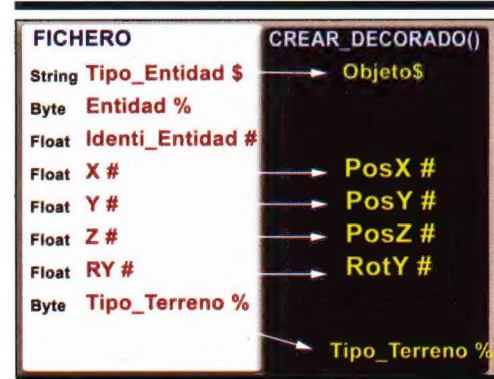 FICHERO CREAR_DECORADO()
String Tipo_Entidad $ Objeto$
Byte Entidad %
Float Identi_Entidad #
Float X # PosX #
Float Y # PosY #
Float Z # PosZ #
Float RY # RotY #
Byte Tipo_Terreno %
Tipo_Terreno %